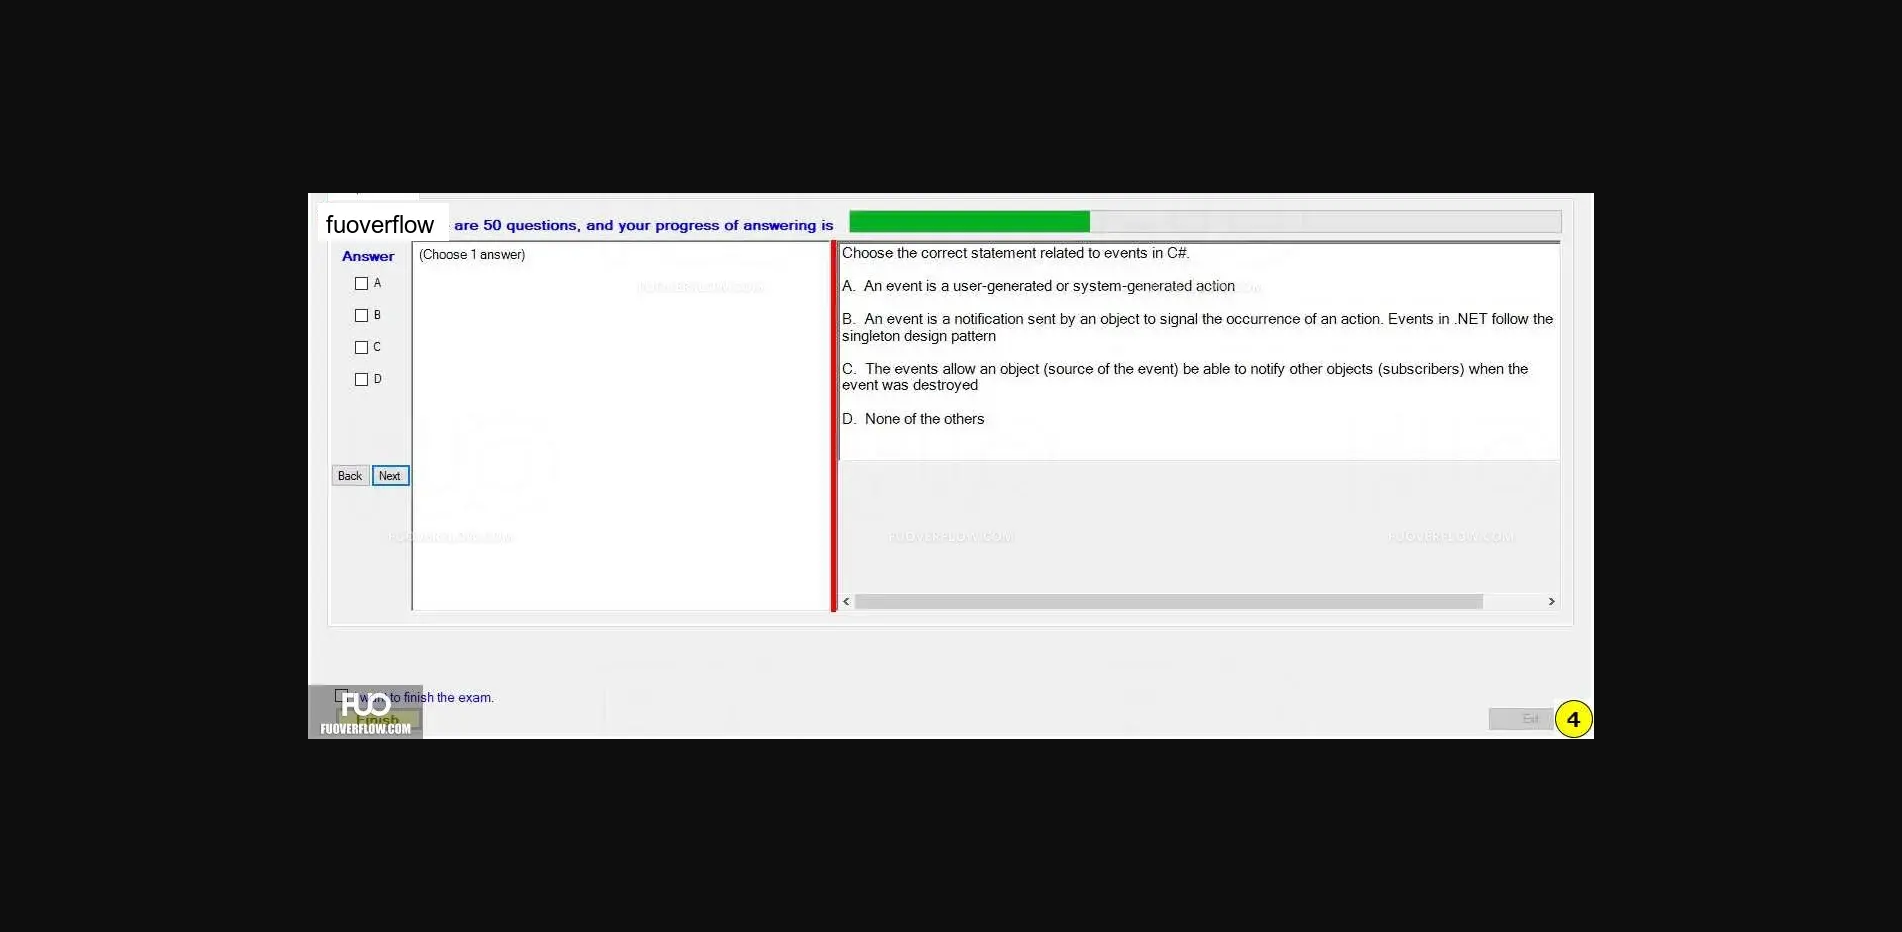 fuoverflow
are 50 questions, and your progress of answering is
Answer
(Choose 1 answer)
A
B
C
D
Back
Next
Choose the correct statement related to events in C#.
A. An event is a user-generated or system-generated action
B. An event is a notification sent by an object to signal the occurrence of an action. Events in .NET follow the
singleton design pattern
C. The events allow an object (source of the event) be able to notify other objects (subscribers) when the
event was destroyed
D. None of the others
FUOVERFLOW.COM
FUOVERFLOW.COM
FUOVERFLOW.COM
FUOVERFLOW.COM
want to finish the exam.
Finish
FUO
FUOVERFLOW.COM
Exit
4